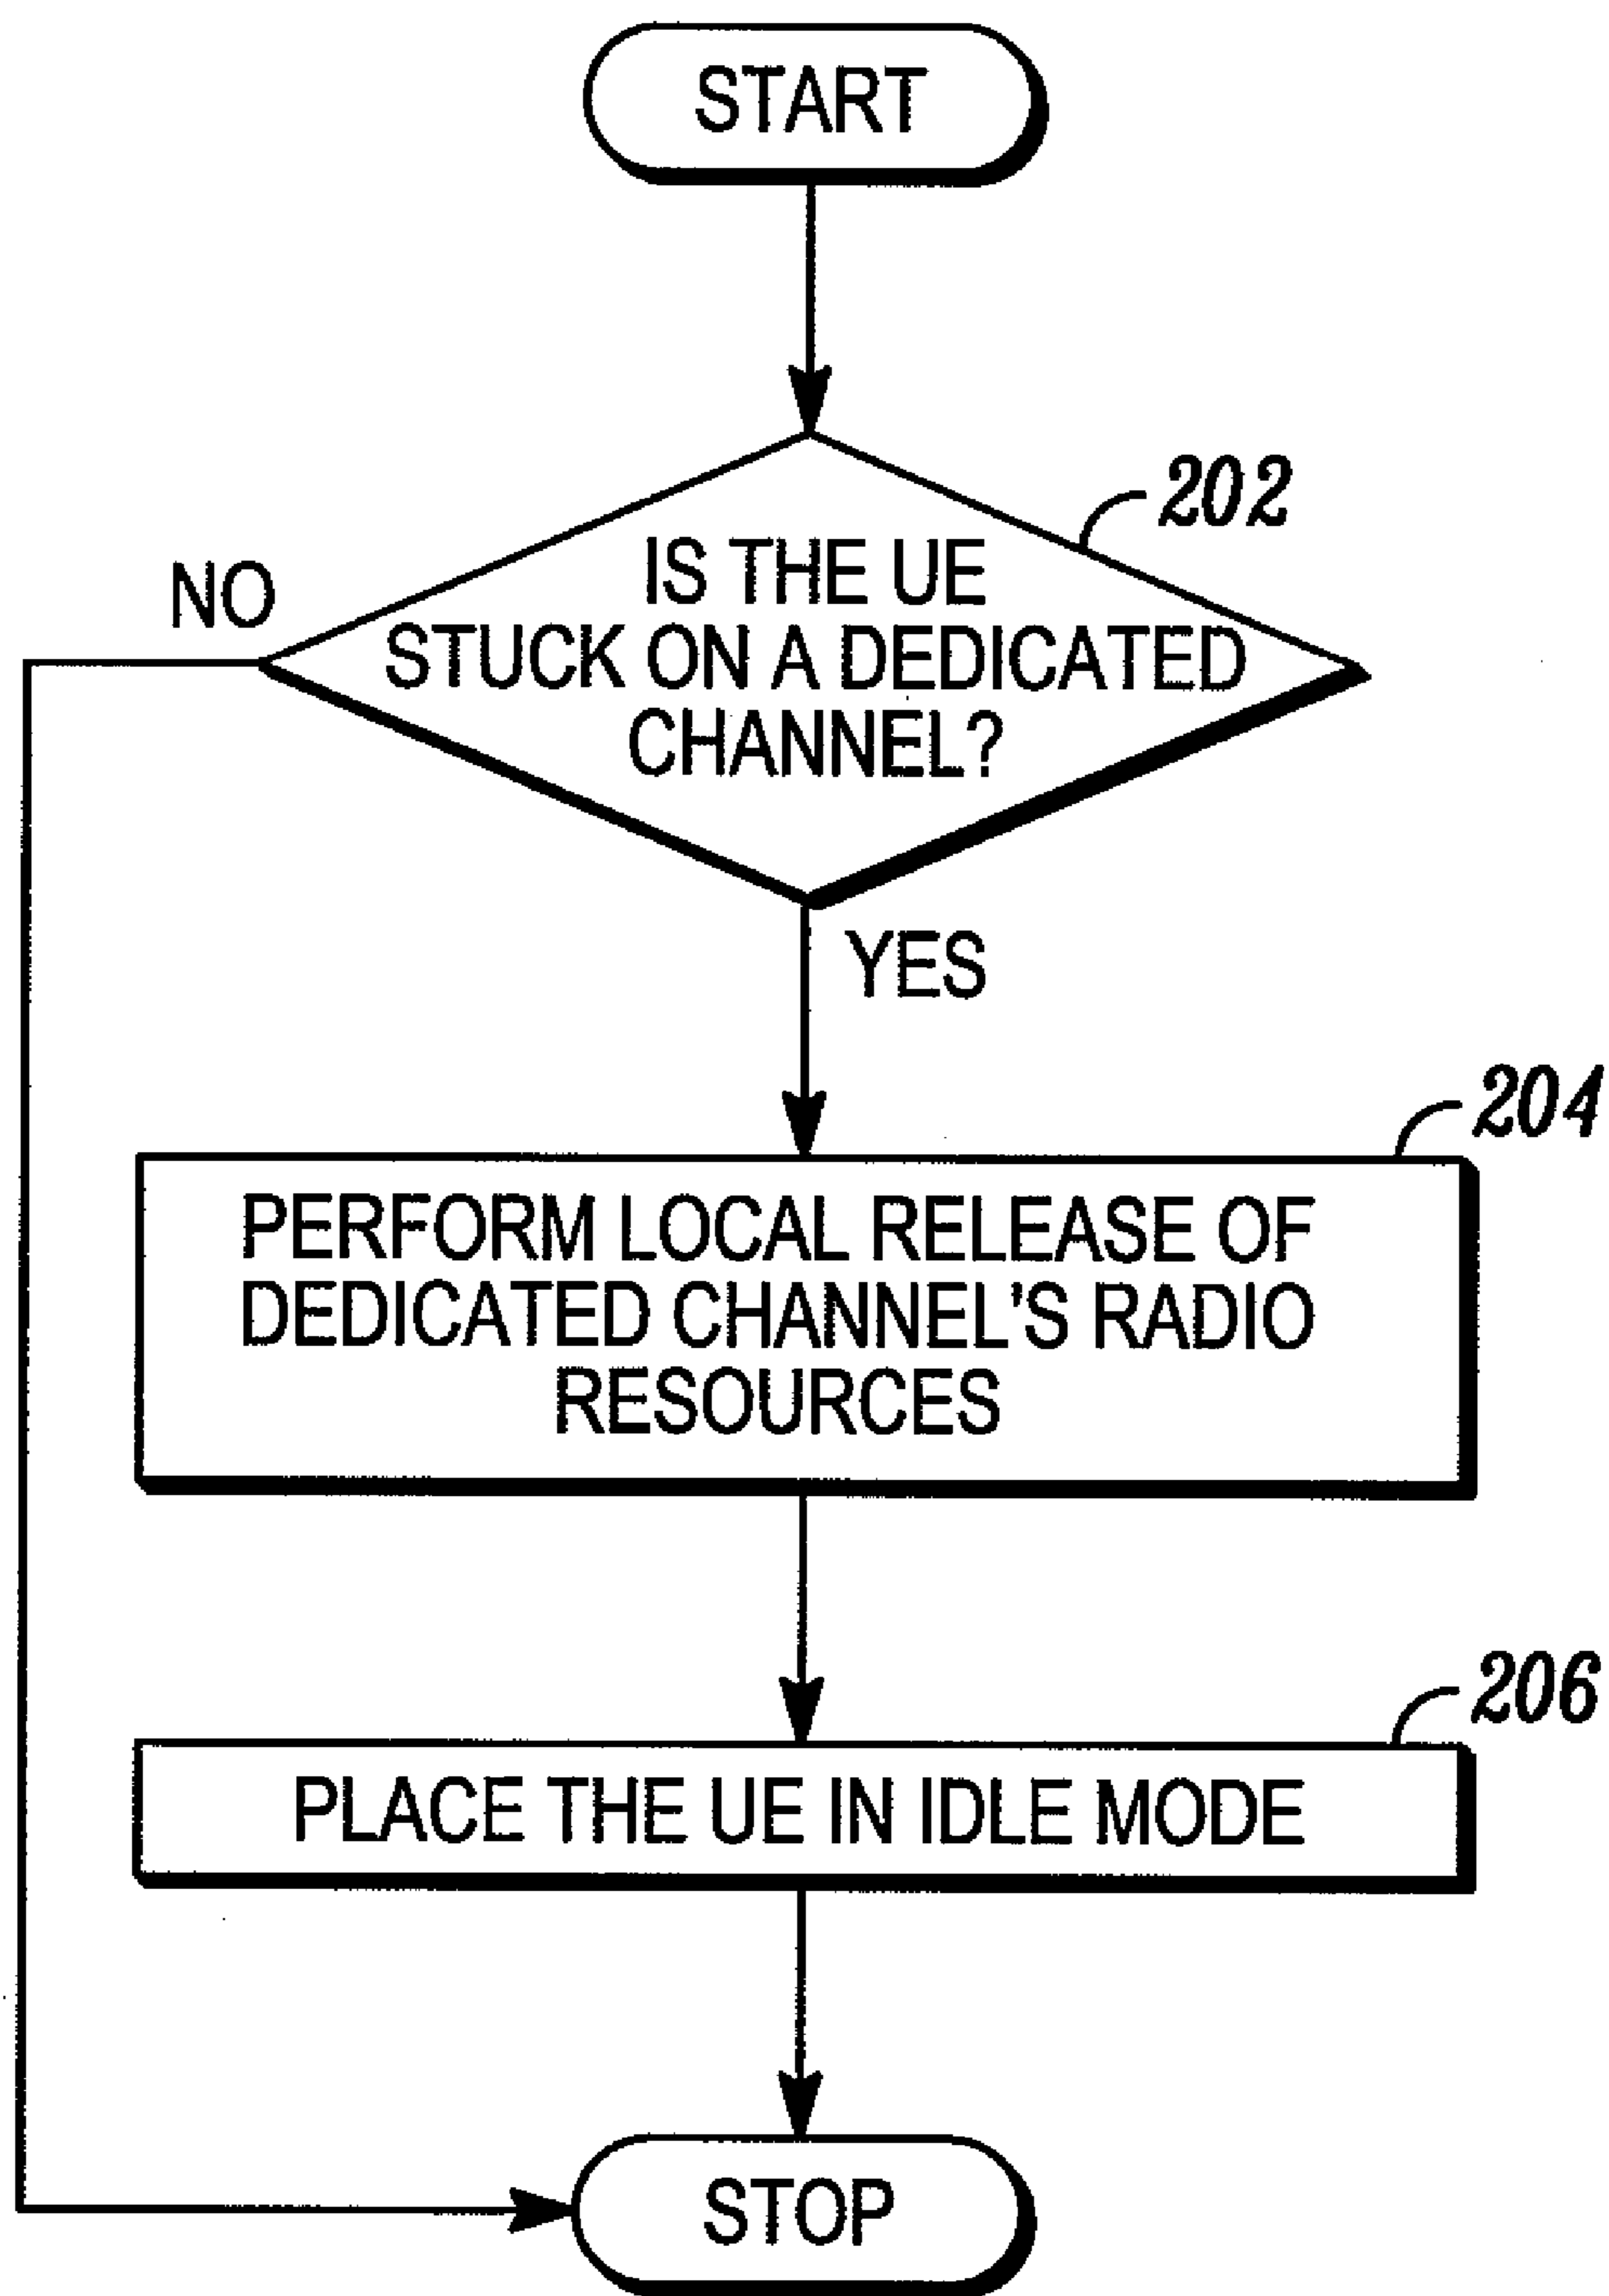 START
202
IS THE UE
STUCK ON A DEDICATED
CHANNEL?
NO
YES
204
PERFORM LOCAL RELEASE OF
DEDICATED CHANNEL'S RADIO
RESOURCES
206
PLACE THE UE IN IDLE MODE
STOP